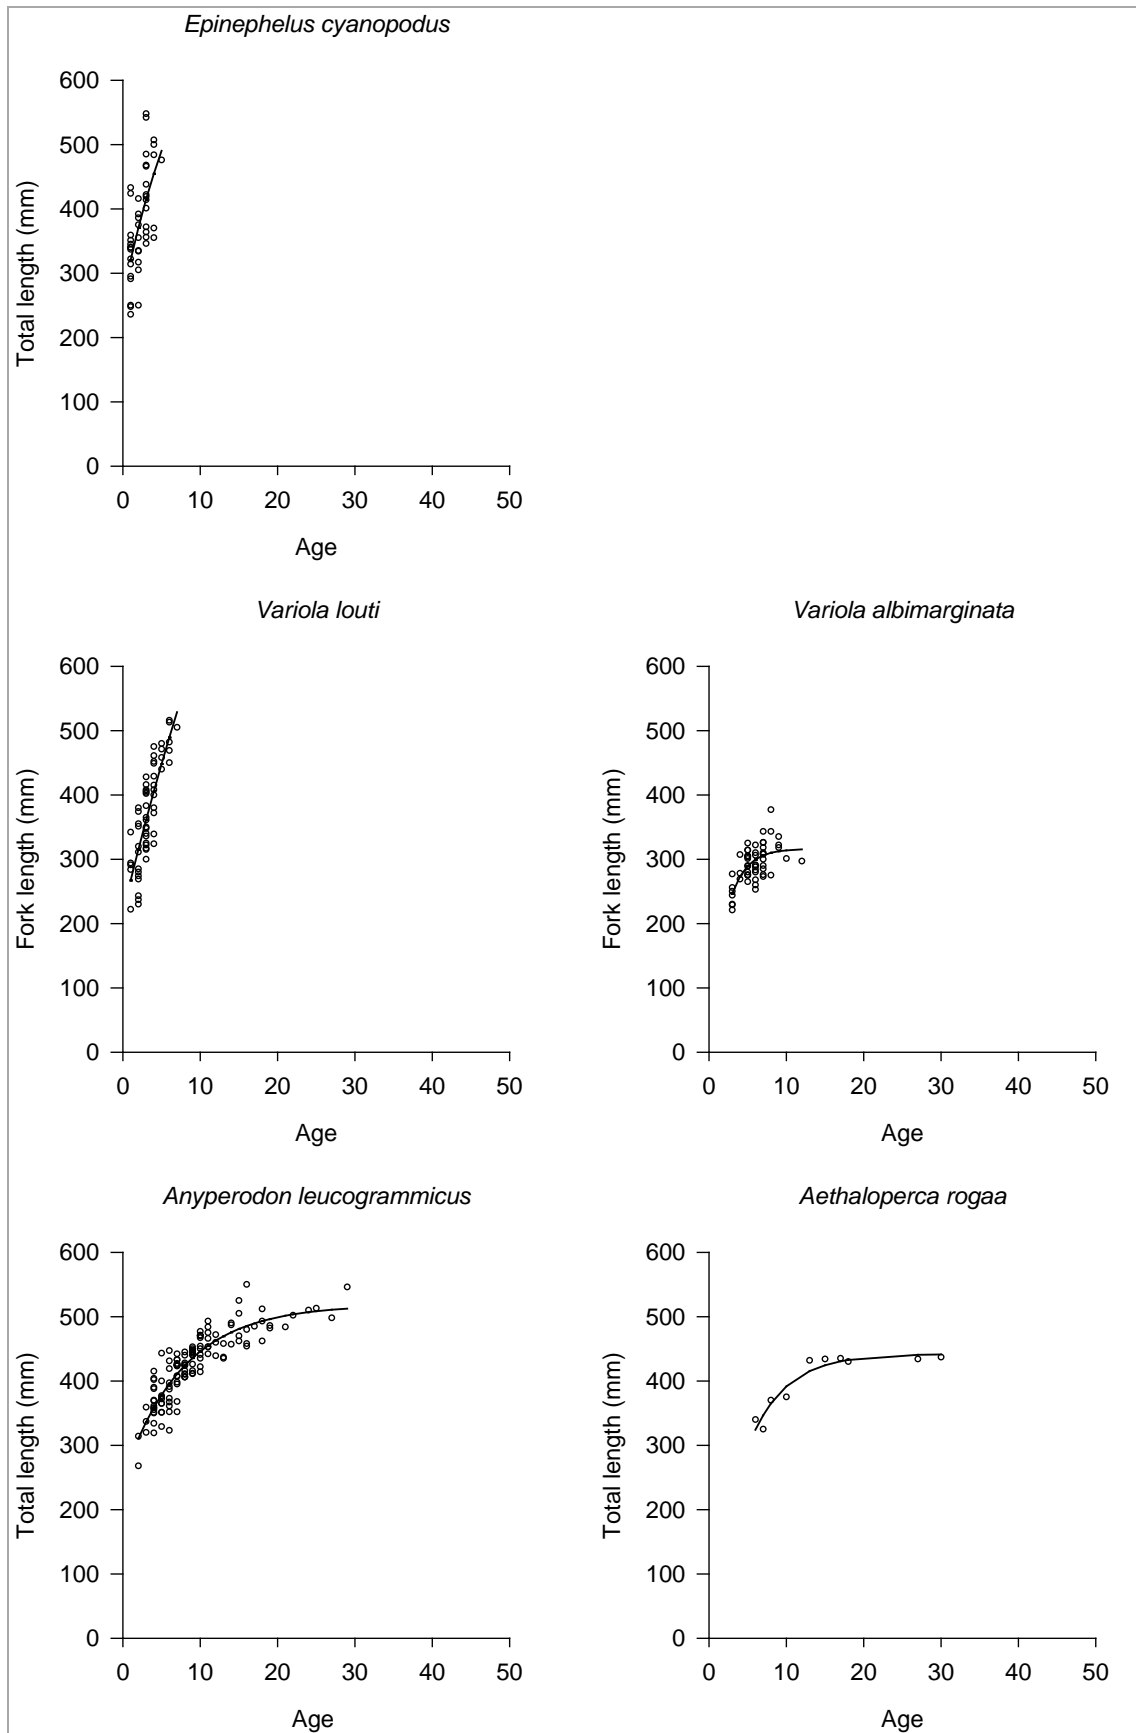 Epinephelus cyanopodus
600
500
400
300
200
100
0
Total length (mm)
0 10 20 30 40 50
Age
Variola louti
600
500
400
300
200
100
0
Fork length (mm)
0 10 20 30 40 50
Age
Variola albimarginata
600
500
400
300
200
100
0
Fork length (mm)
0 10 20 30 40 50
Age
Anyperodon leucogrammicus
600
500
400
300
200
100
0
Total length (mm)
0 10 20 30 40 50
Age
Aethaloperca rogaa
600
500
400
300
200
100
0
Total length (mm)
0 10 20 30 40 50
Age